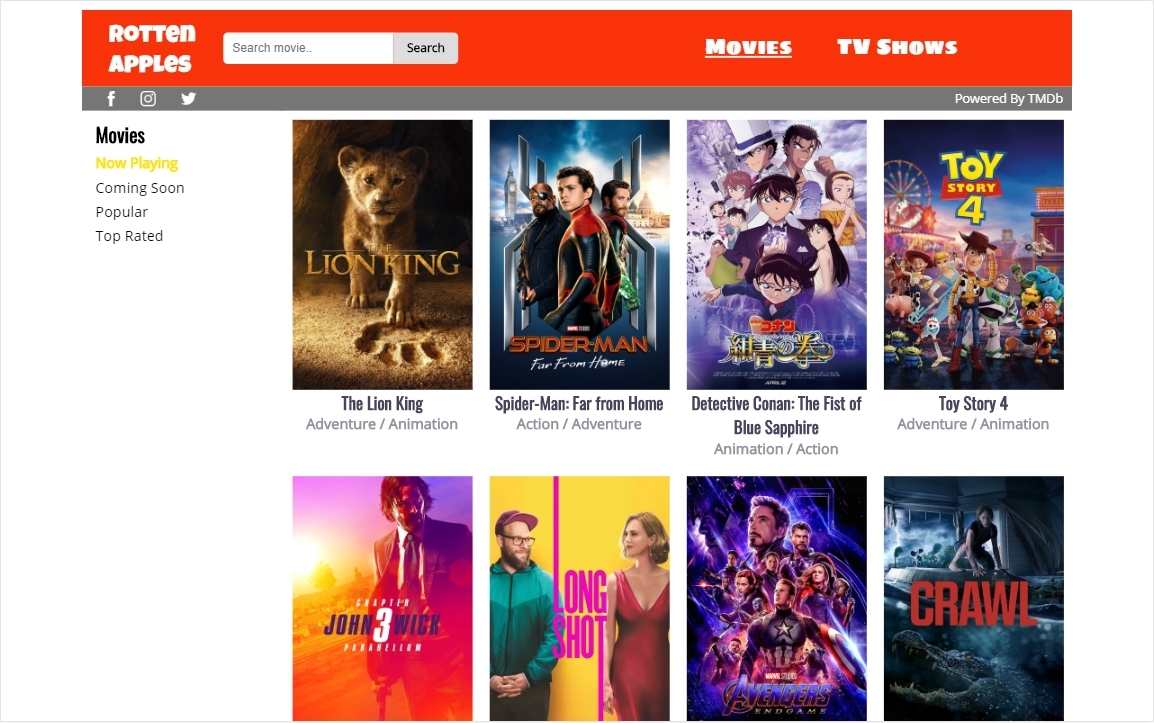 Rotten
Apples
Search movie..
Search
Movies
TV Shows
Powered By TMDb
Movies
Now Playing
Coming Soon
Popular
Top Rated
THE
LION KING
MARVEL STUDIOS
SPIDER-MAN
Far From Home
名探偵コナン
紺青の拳
APRIL 12
TOY
STORY
4
The Lion King
Adventure / Animation
Spider-Man: Far from Home
Action / Adventure
Detective Conan: The Fist of
Blue Sapphire
Animation / Action
Toy Story 4
Adventure / Animation
CHAPTER
JOHN 3 WICK
PARABELLUM
LONG
SHOT
MARVEL STUDIOS
AVENGERS
ENDGAME
CRAWL